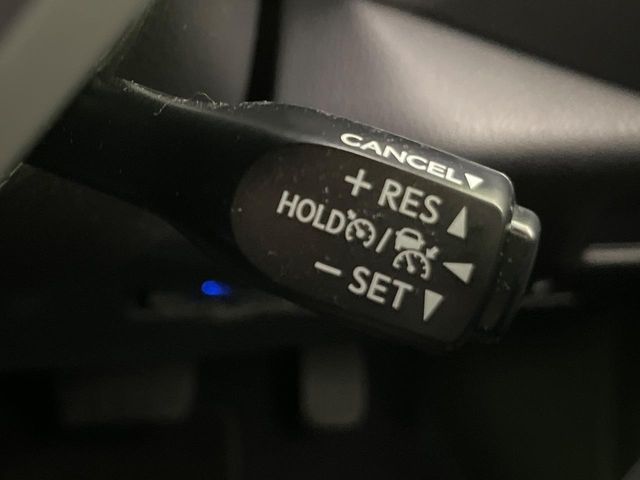 CANCEL▼
+ RES ▲
HOLD / ◀
− SET ▼